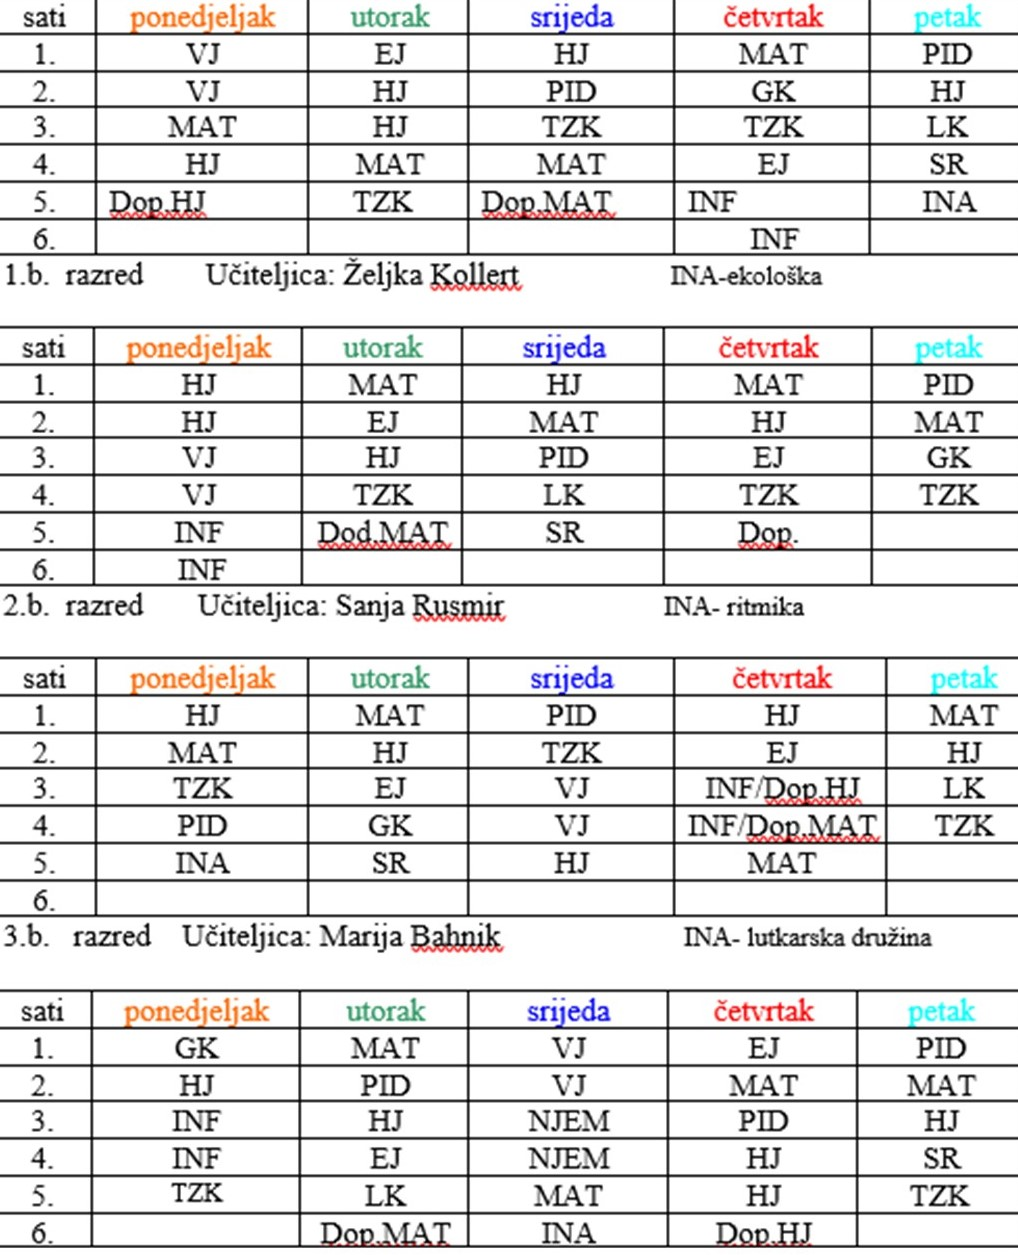 sati ponedjeljak utorak srijeda četvrtak petak
1. VJ EJ HJ MAT PID
2. VJ HJ PID GK HJ
3. MAT HJ TZK TZK LK
4. HJ MAT MAT EJ SR
5. Dop.HJ TZK Dop.MAT INF INA
6. INF
1.b. razred Učiteljica: Željka Kollert INA-ekološka
sati ponedjeljak utorak srijeda četvrtak petak
1. HJ MAT HJ MAT PID
2. HJ EJ MAT HJ MAT
3. VJ HJ PID EJ GK
4. VJ TZK LK TZK TZK
5. INF Dod.MAT SR Dop.
6. INF
2.b. razred Učiteljica: Sanja Rusmir INA- ritmika
sati ponedjeljak utorak srijeda četvrtak petak
1. HJ MAT PID HJ MAT
2. MAT HJ TZK EJ HJ
3. TZK EJ VJ INF/Dop.HJ LK
4. PID GK VJ INF/Dop.MAT TZK
5. INA SR HJ MAT
6.
3.b. razred Učiteljica: Marija Bahnik INA- lutkarska družina
sati ponedjeljak utorak srijeda četvrtak petak
1. GK MAT VJ EJ PID
2. HJ PID VJ MAT MAT
3. INF HJ NJEM PID HJ
4. INF EJ NJEM HJ SR
5. TZK LK MAT HJ TZK
6. Dop.MAT INA Dop.HJ